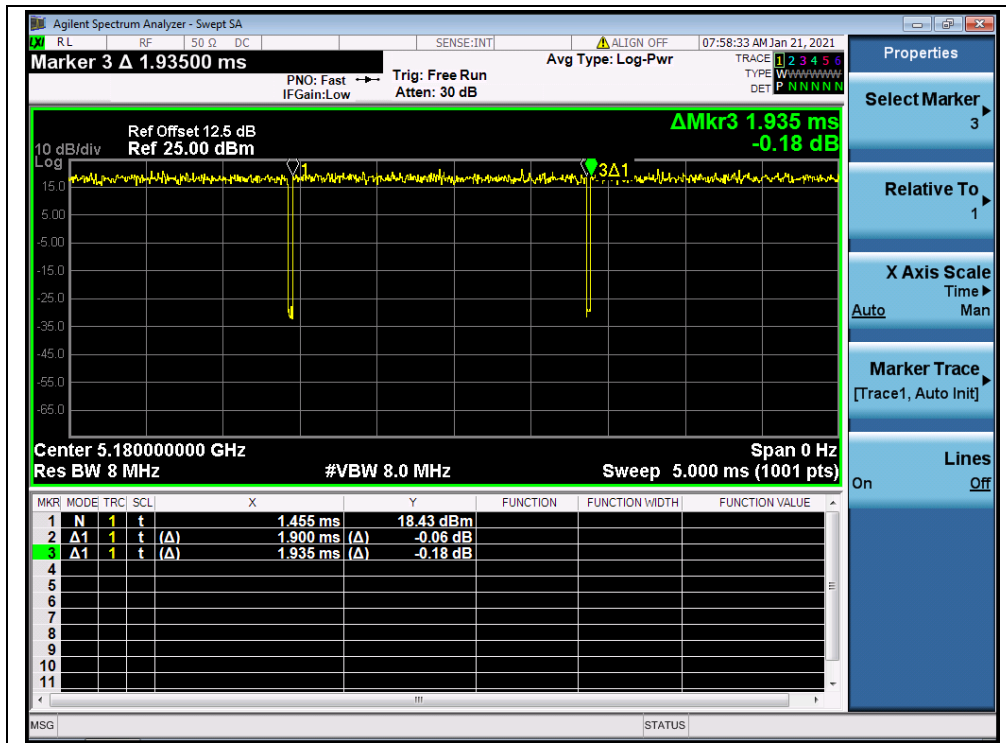 Agilent Spectrum Analyzer - Swept SA
LXI RL RF 50 Ω DC SENSE:INT ALIGN OFF 07:58:33 AM Jan 21, 2021
Marker 3 Δ 1.93500 ms
PNO: Fast
IFGain:Low
Trig: Free Run
Atten: 30 dB
Avg Type: Log-Pwr
TRACE 1 2 3 4 5 6
TYPE WWWWWW
DET P N N N N N
ΔMkr3 1.935 ms
-0.18 dB
Ref Offset 12.5 dB
10 dB/div Ref 25.00 dBm
Log
1
3Δ1
15.0
5.00
-5.00
-15.0
-25.0
-35.0
-45.0
-55.0
-65.0
Center 5.180000000 GHz Span 0 Hz
Res BW 8 MHz #VBW 8.0 MHz Sweep 5.000 ms (1001 pts)
MKR MODE TRC SCL X Y FUNCTION FUNCTION WIDTH FUNCTION VALUE
1 N 1 t 1.455 ms 18.43 dBm
2 Δ1 1 t (Δ) 1.900 ms (Δ) -0.06 dB
3 Δ1 1 t (Δ) 1.935 ms (Δ) -0.18 dB
4
5
6
7
8
9
10
11
MSG STATUS
Properties
Select Marker
3
Relative To
1
X Axis Scale
Time
Auto Man
Marker Trace
[Trace1, Auto Init]
Lines
On Off